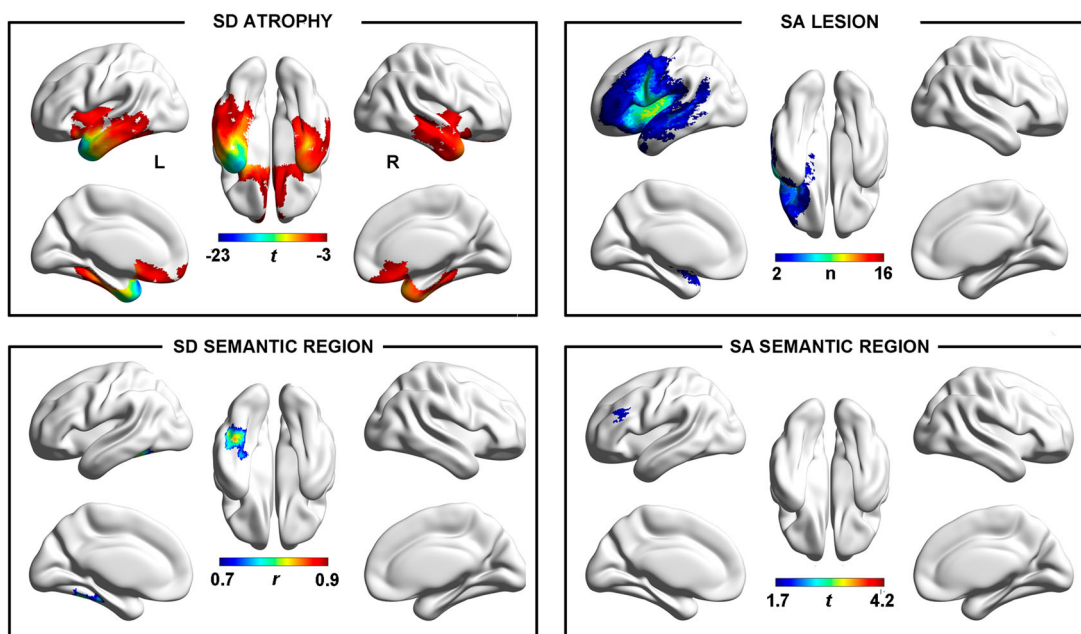 SD ATROPHY
L
R
-23 t -3
SA LESION
2 n 16
SD SEMANTIC REGION
0.7 r 0.9
SA SEMANTIC REGION
1.7 t 4.2